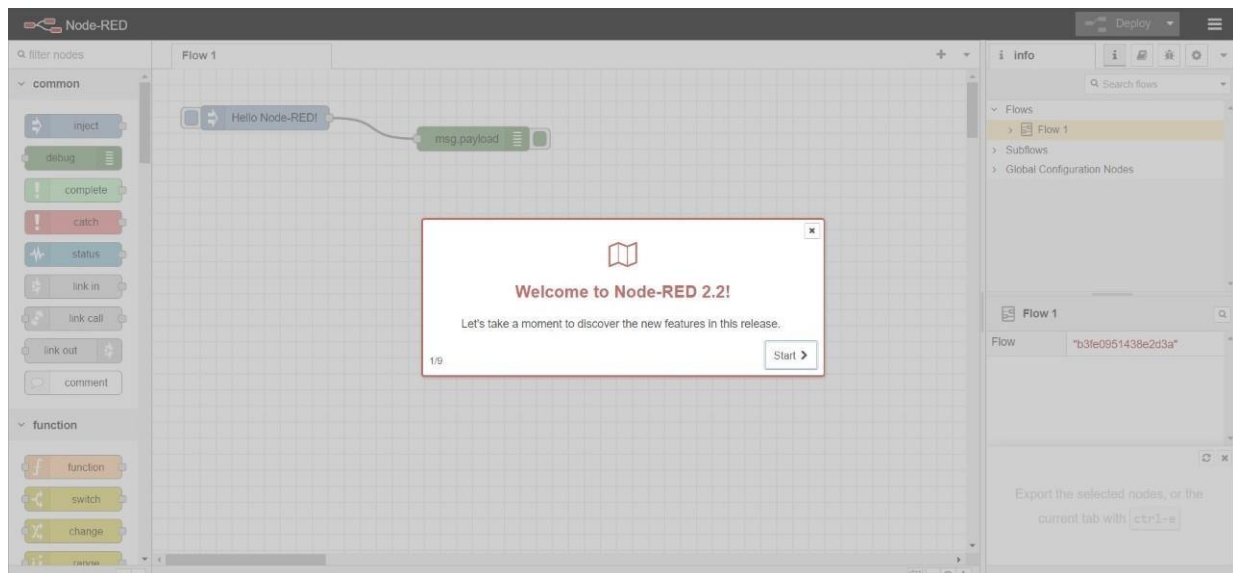 Node-RED
Deploy
filter nodes
Flow 1
info
Search flows
common
inject
debug
complete
catch
status
link in
link call
link out
comment
function
function
switch
change
range
Hello Node-RED!
msg.payload
Welcome to Node-RED 2.2!
Let's take a moment to discover the new features in this release.
1/9
Start
Flows
Flow 1
Subflows
Global Configuration Nodes
Flow 1
Flow "b3fe0951438e2d3a"
Export the selected nodes, or the
current tab with ctrl-e